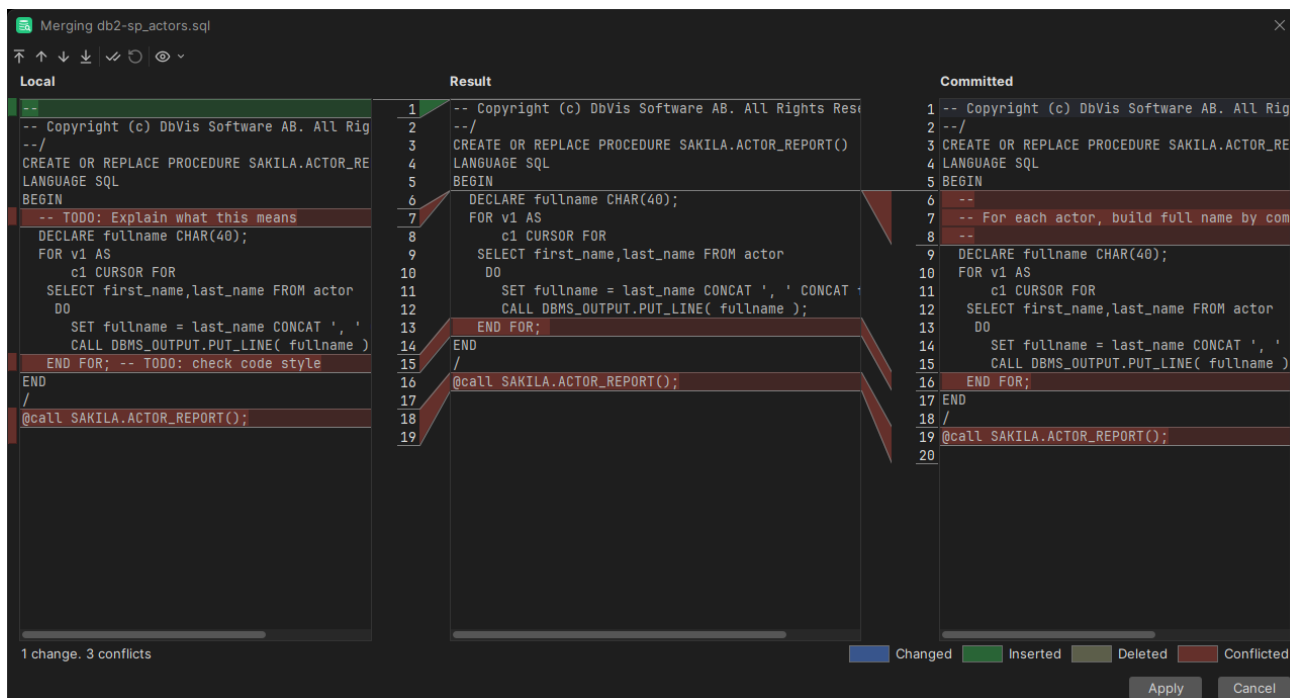 Merging db2-sp_actors.sql
Local
--
-- Copyright (c) DbVis Software AB. All Rig
--/
CREATE OR REPLACE PROCEDURE SAKILA.ACTOR_RE
LANGUAGE SQL
BEGIN
-- TODO: Explain what this means
DECLARE fullname CHAR(40);
FOR v1 AS
c1 CURSOR FOR
SELECT first_name,last_name FROM actor
DO
SET fullname = last_name CONCAT ', '
CALL DBMS_OUTPUT.PUT_LINE( fullname )
END FOR; -- TODO: check code style
END
/
@call SAKILA.ACTOR_REPORT();
Result
1 -- Copyright (c) DbVis Software AB. All Rights Rese
2 --/
3 CREATE OR REPLACE PROCEDURE SAKILA.ACTOR_REPORT()
4 LANGUAGE SQL
5 BEGIN
6 DECLARE fullname CHAR(40);
7 FOR v1 AS
8 c1 CURSOR FOR
9 SELECT first_name,last_name FROM actor
10 DO
11 SET fullname = last_name CONCAT ', ' CONCAT
12 CALL DBMS_OUTPUT.PUT_LINE( fullname );
13 END FOR;
14 END
15 /
16 @call SAKILA.ACTOR_REPORT();
17
18
19
Committed
1 -- Copyright (c) DbVis Software AB. All Rig
2 --/
3 CREATE OR REPLACE PROCEDURE SAKILA.ACTOR_RE
4 LANGUAGE SQL
5 BEGIN
6 --
7 -- For each actor, build full name by com
8 --
9 DECLARE fullname CHAR(40);
10 FOR v1 AS
11 c1 CURSOR FOR
12 SELECT first_name,last_name FROM actor
13 DO
14 SET fullname = last_name CONCAT ', '
15 CALL DBMS_OUTPUT.PUT_LINE( fullname )
16 END FOR;
17 END
18 /
19 @call SAKILA.ACTOR_REPORT();
20
1 change. 3 conflicts
Changed
Inserted
Deleted
Conflicted
Apply
Cancel